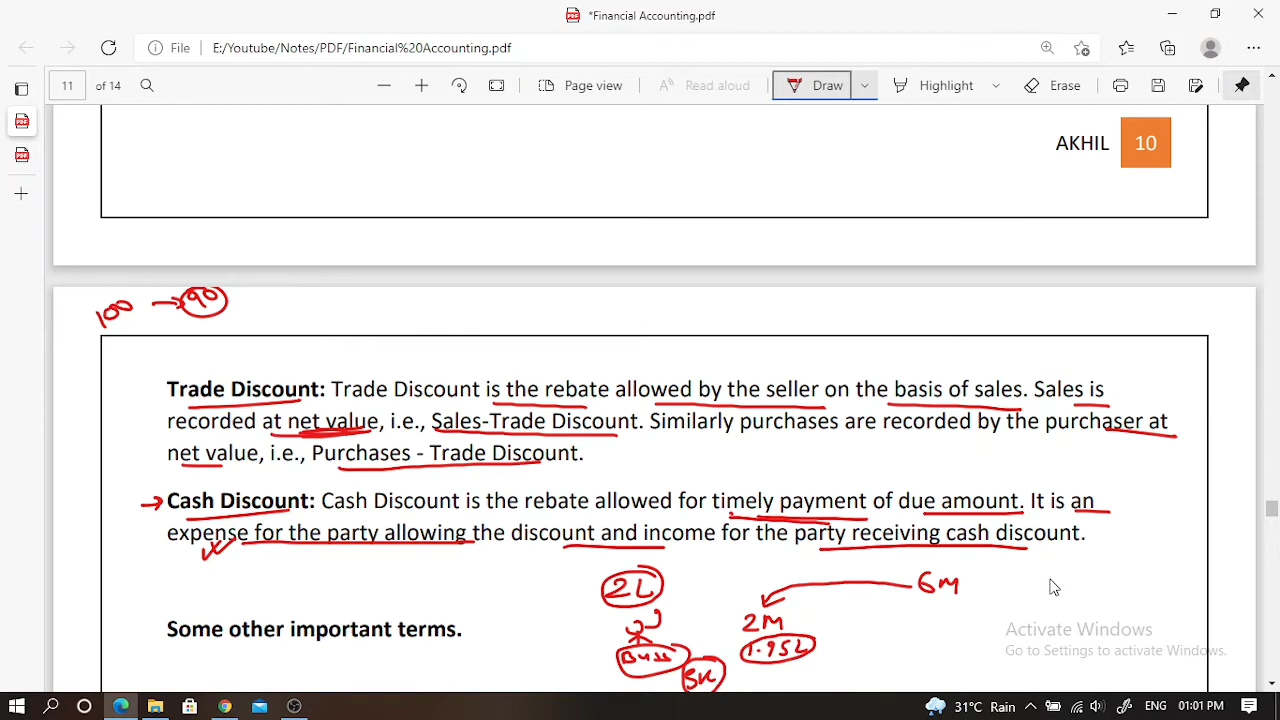 *Financial Accounting.pdf
File E:/Youtube/Notes/PDF/Financial%20Accounting.pdf
11 of 14 Page view Read aloud Draw Highlight Erase
AKHIL 10
100 → 90
Trade Discount: Trade Discount is the rebate allowed by the seller on the basis of sales. Sales is
recorded at net value, i.e., Sales-Trade Discount. Similarly purchases are recorded by the purchaser at
net value, i.e., Purchases - Trade Discount.
Cash Discount: Cash Discount is the rebate allowed for timely payment of due amount. It is an
expense for the party allowing the discount and income for the party receiving cash discount.
2L 6M
2M
Some other important terms.
1.95L
Buss
5K
Activate Windows
Go to Settings to activate Windows.
31°C Rain ENG 01:01 PM